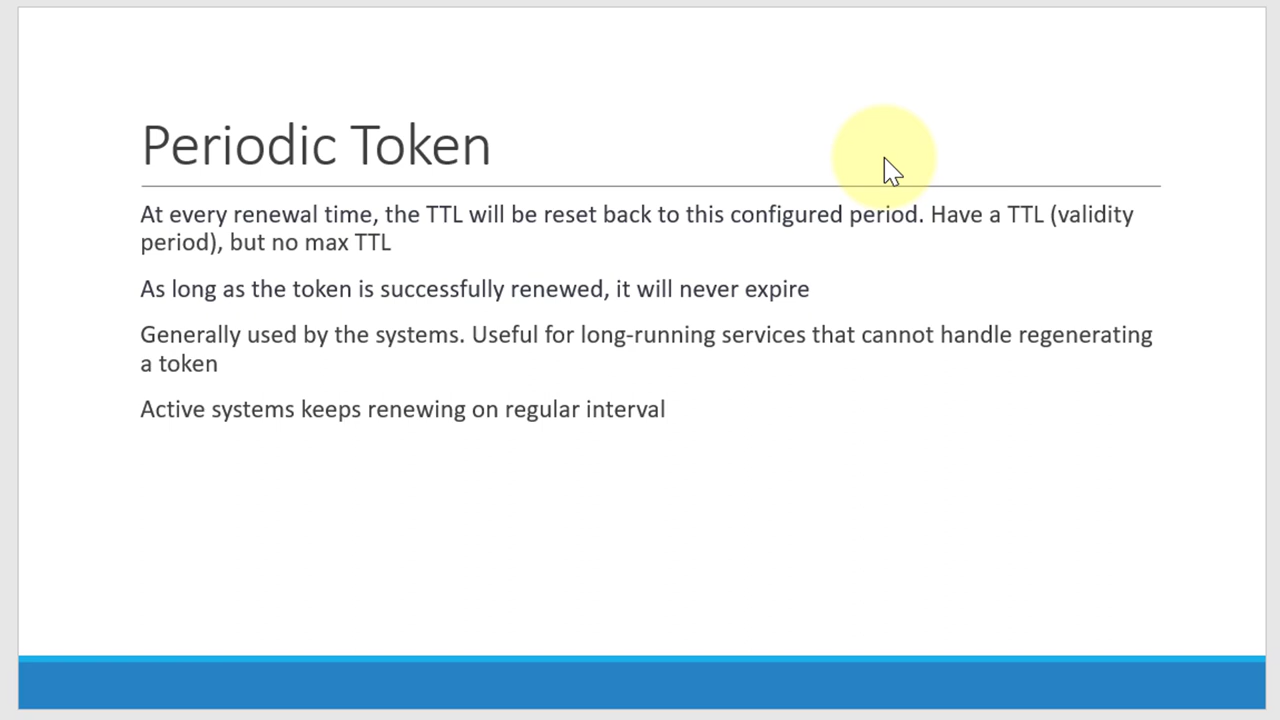 Periodic Token
At every renewal time, the TTL will be reset back to this configured period. Have a TTL (validity
period), but no max TTL
As long as the token is successfully renewed, it will never expire
Generally used by the systems. Useful for long-running services that cannot handle regenerating
a token
Active systems keeps renewing on regular interval